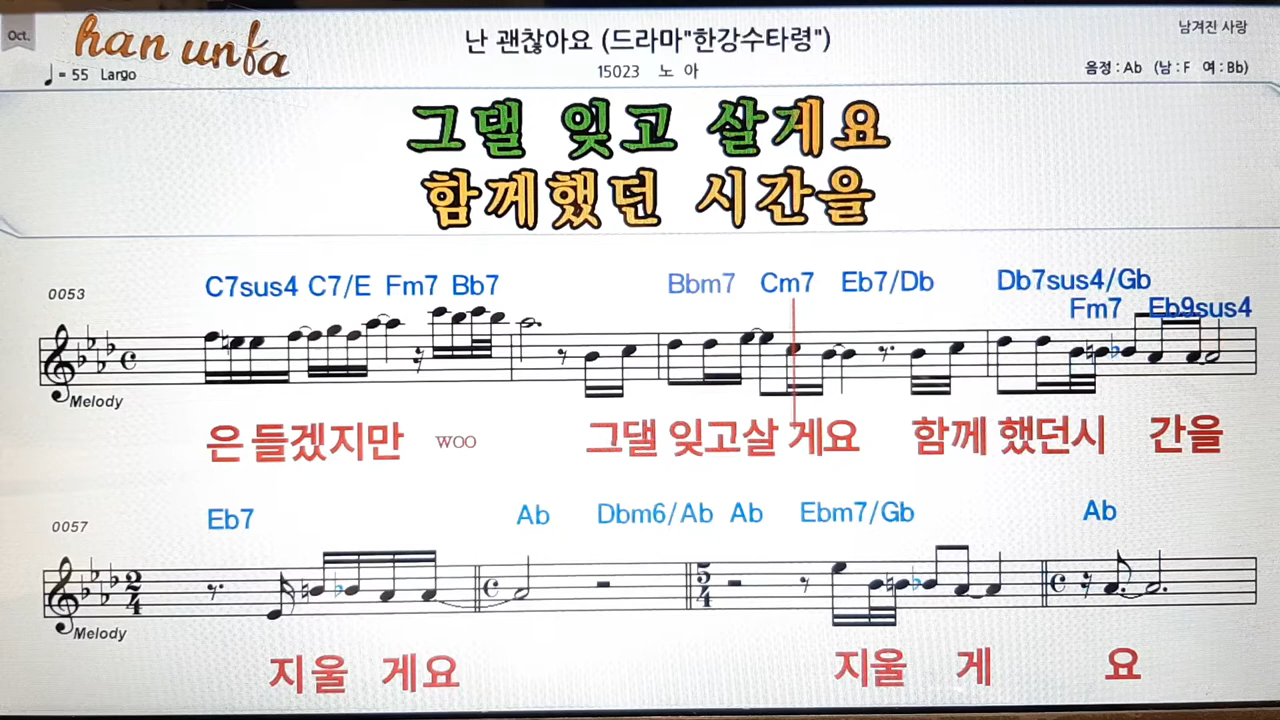 Oct.
han unfa
남겨진 사랑
난 괜찮아요 (드라마"한강수타령")
♩= 55 Largo
15023 노 아
음정 : Ab (남 : F 여 : Bb)
그댈 잊고 살게요
함께했던 시간을
C7sus4 C7/E Fm7 Bb7 Bbm7 Cm7 Eb7/Db Db7sus4/Gb
0053
Fm7 Eb9sus4
Melody
은 들겠지만 WOO 그댈 잊고살 게요 함께 했던시 간을
Eb7 Ab Dbm6/Ab Ab Ebm7/Gb Ab
0057
2/4 5/4
Melody
지울 게요 지울 게 요